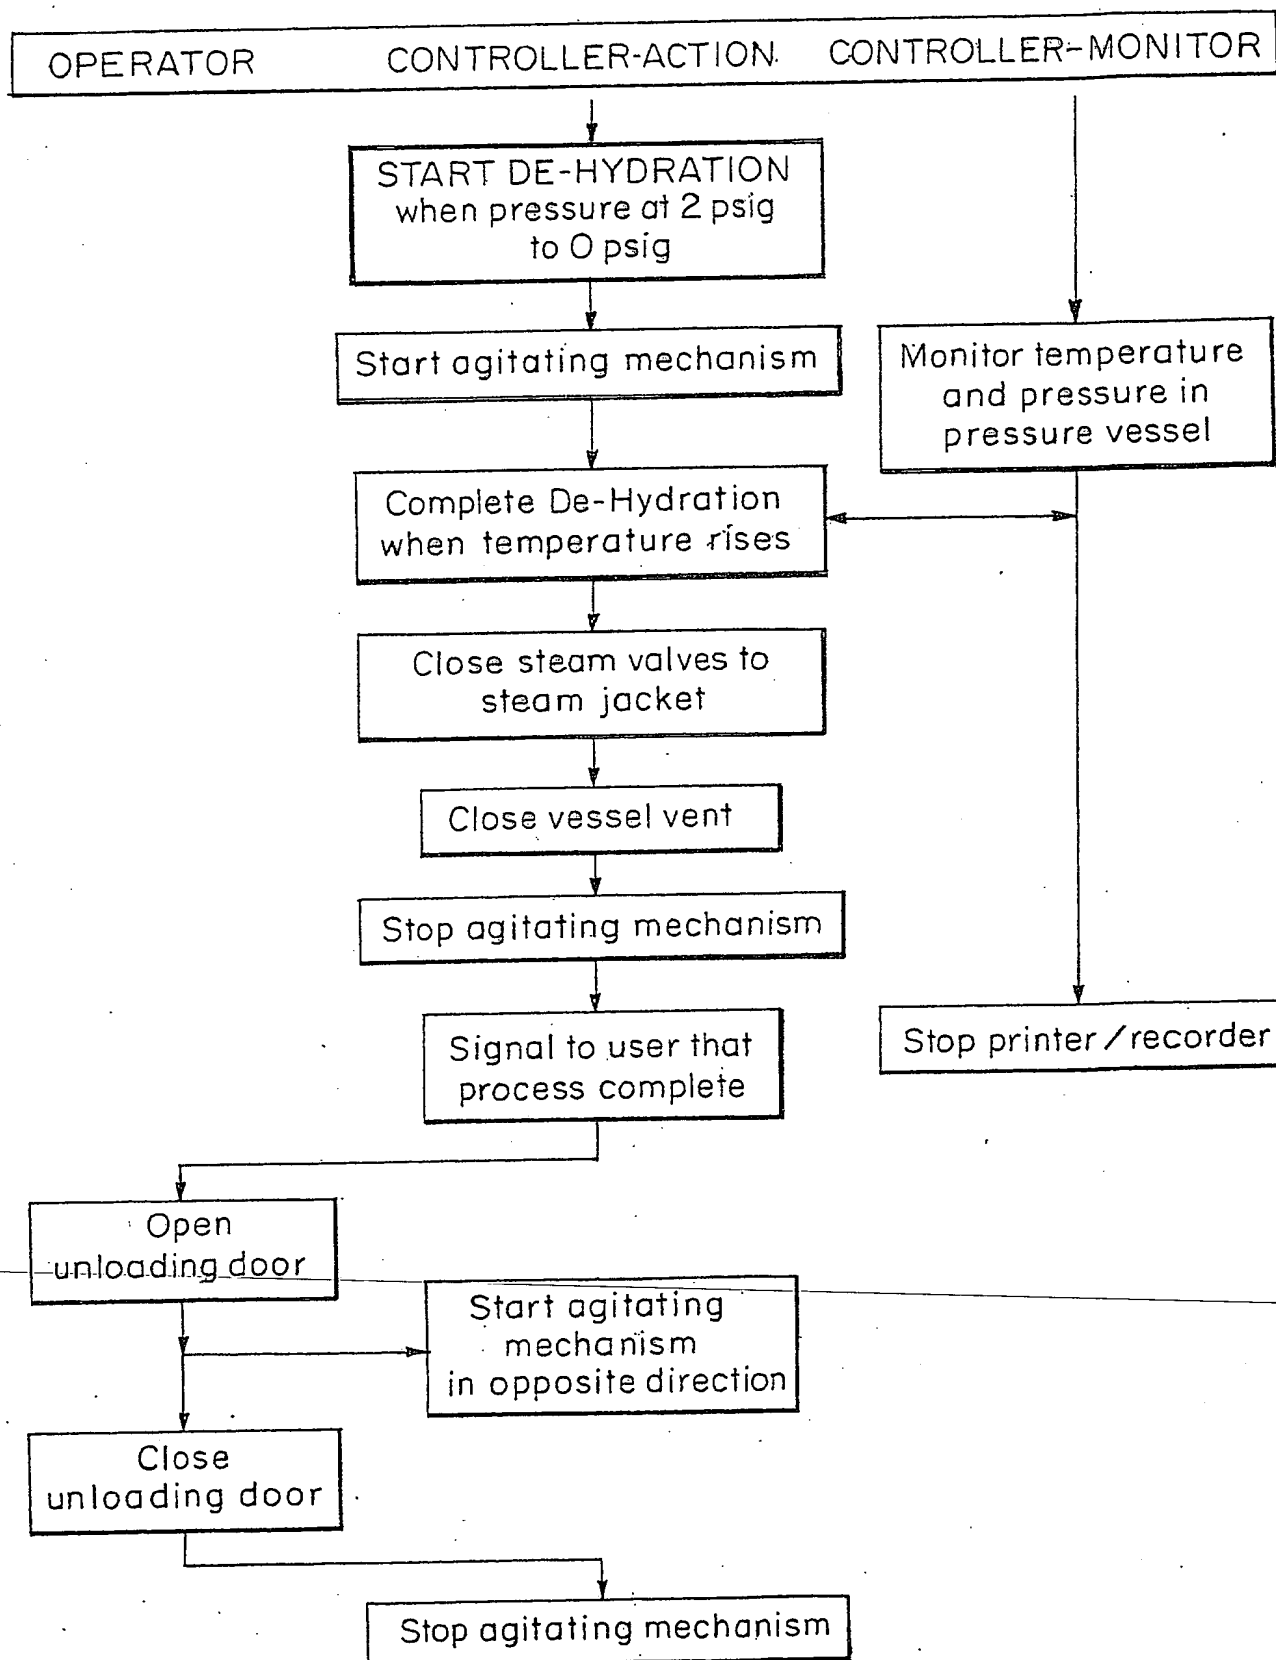 OPERATOR CONTROLLER-ACTION. CONTROLLER-MONITOR
START DE-HYDRATION
when pressure at 2 psig
to 0 psig
Start agitating mechanism
Monitor temperature
and pressure in
pressure vessel
Complete De-Hydration
when temperature rises
Close steam valves to
steam jacket
Close vessel vent
Stop agitating mechanism
Signal to user that
process complete
Stop printer/recorder
Open
unloading door
Start agitating
mechanism
in opposite direction
Close
unloading door
Stop agitating mechanism